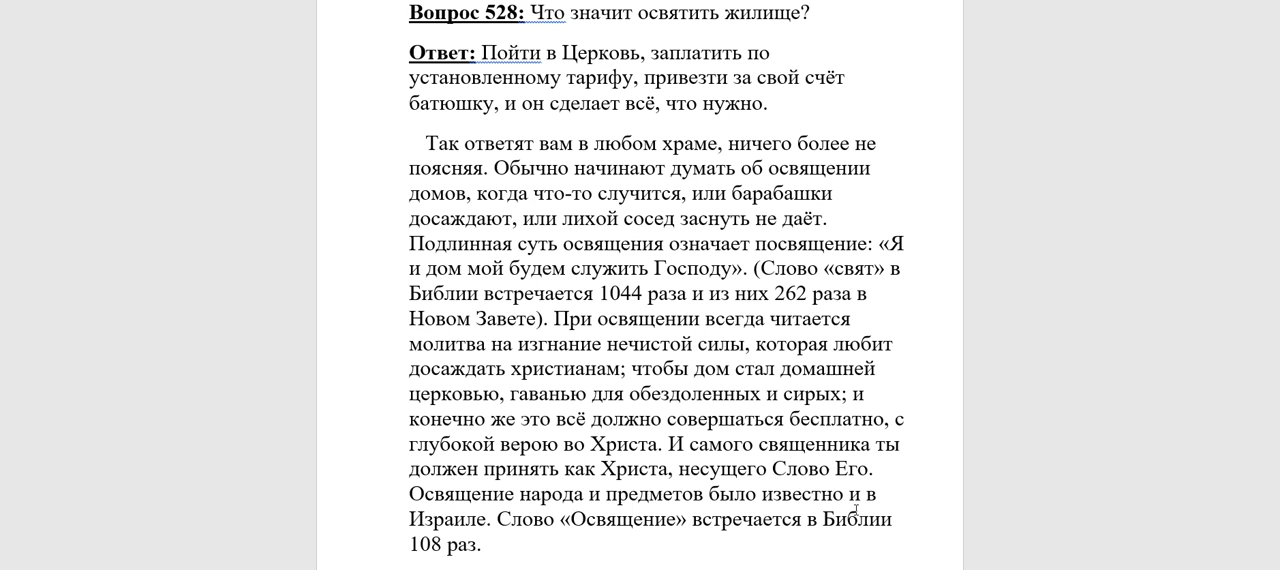 Вопрос 528: Что значит освятить жилище?
Ответ: Пойти в Церковь, заплатить по
установленному тарифу, привезти за свой счёт
батюшку, и он сделает всё, что нужно.
Так ответят вам в любом храме, ничего более не
поясняя. Обычно начинают думать об освящении
домов, когда что-то случится, или барабашки
досаждают, или лихой сосед заснуть не даёт.
Подлинная суть освящения означает посвящение: «Я
и дом мой будем служить Господу». (Слово «свят» в
Библии встречается 1044 раза и из них 262 раза в
Новом Завете). При освящении всегда читается
молитва на изгнание нечистой силы, которая любит
досаждать христианам; чтобы дом стал домашней
церковью, гаванью для обездоленных и сирых; и
конечно же это всё должно совершаться бесплатно, с
глубокой верою во Христа. И самого священника ты
должен принять как Христа, несущего Слово Его.
Освящение народа и предметов было известно и в
Израиле. Слово «Освящение» встречается в Библии
108 раз.